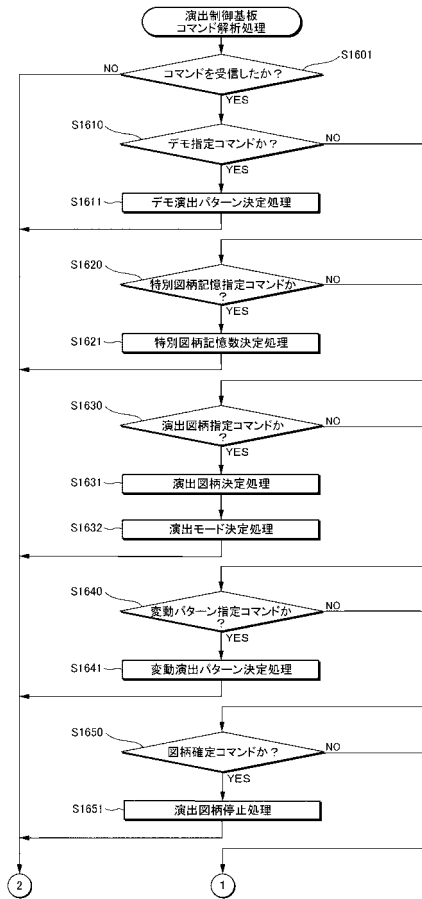 演出制御基板
コマンド解析処理
S1601
NO
コマンドを受信したか？
YES
S1610
デモ指定コマンドか？
NO
YES
S1611
デモ演出パターン決定処理
S1620
特別図柄記憶指定コマンドか
？
NO
YES
S1621
特別図柄記憶数決定処理
S1630
演出図柄指定コマンドか
？
NO
YES
S1631
演出図柄決定処理
S1632
演出モード決定処理
S1640
変動パターン指定コマンドか
？
NO
YES
S1641
変動演出パターン決定処理
S1650
図柄確定コマンドか？
NO
YES
S1651
演出図柄停止処理
2
1